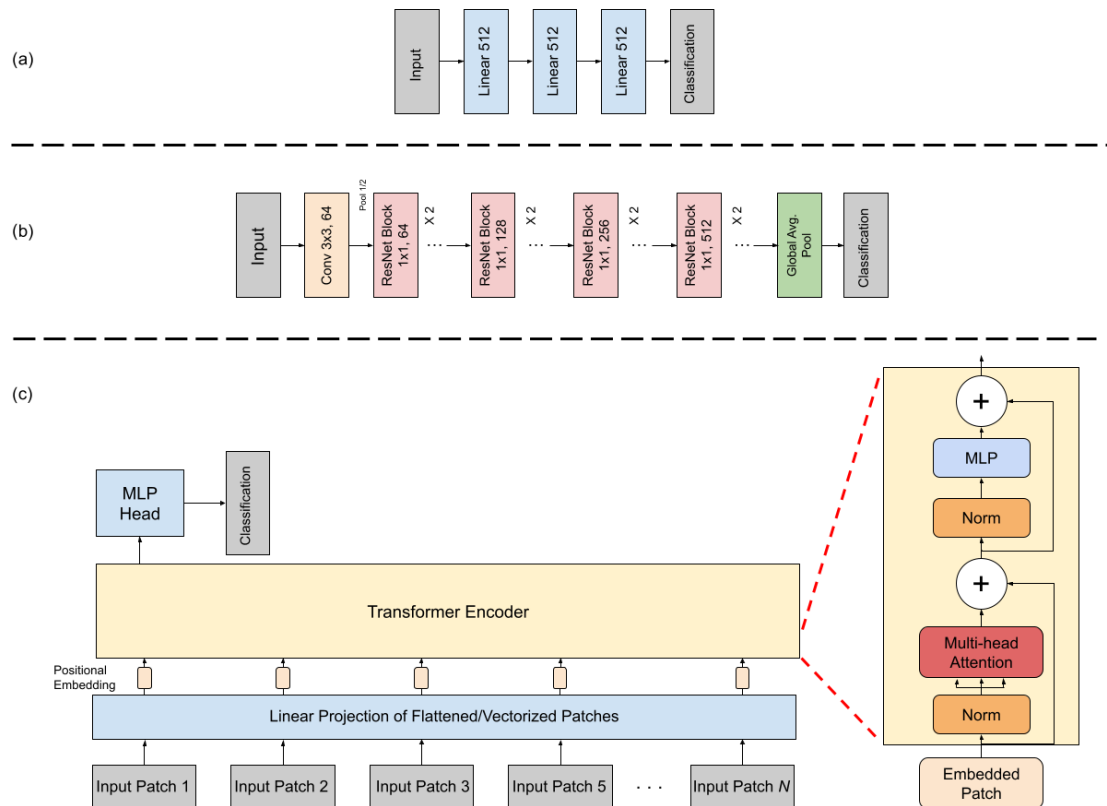 (a)
Input
Linear 512
Linear 512
Linear 512
Classification
(b)
Input
Conv 3x3, 64
Pool 1/2
ResNet Block
1x1, 64
X 2
...
ResNet Block
1x1, 128
X 2
...
ResNet Block
1x1, 256
X 2
...
ResNet Block
1x1, 512
X 2
...
Global Avg.
Pool
Classification
(c)
MLP
Head
Classification
Transformer Encoder
Positional
Embedding
Linear Projection of Flattened/Vectorized Patches
Input Patch 1
Input Patch 2
Input Patch 3
Input Patch 5
...
Input Patch N
+
MLP
Norm
+
Multi-head
Attention
Norm
Embedded
Patch